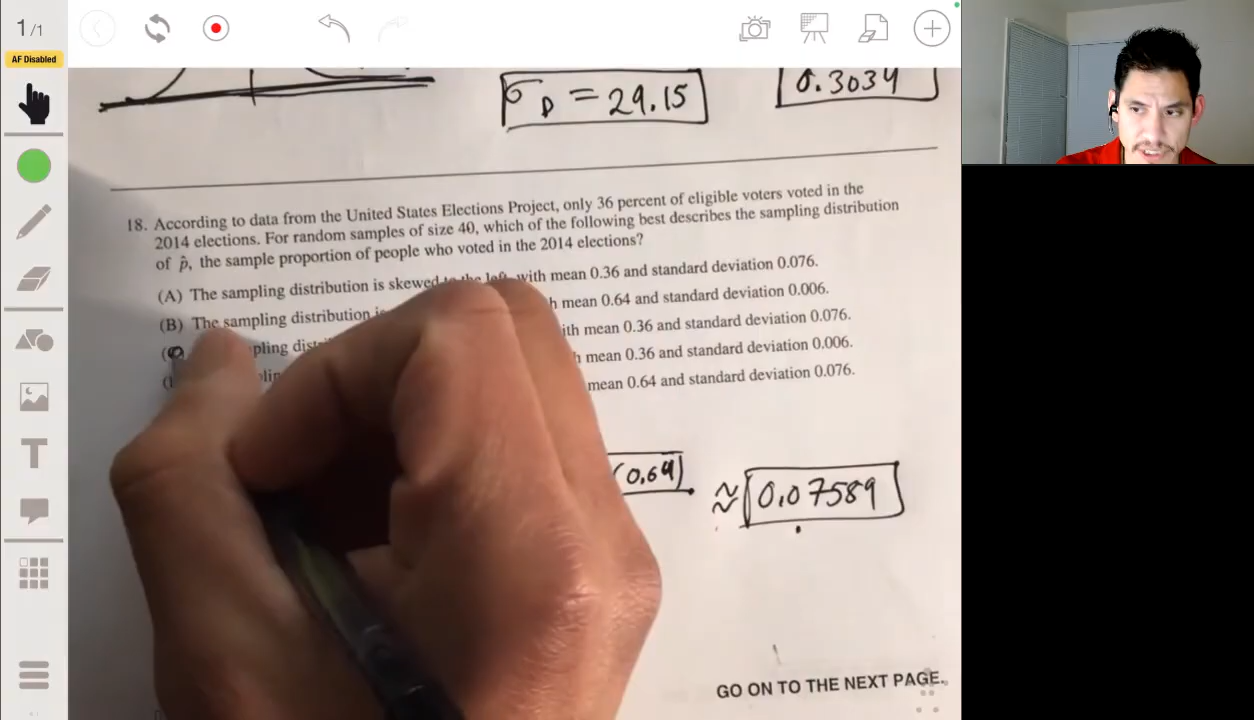 1/1
AF Disabled
σp = 29.15
0.3034
18. According to data from the United States Elections Project, only 36 percent of eligible voters voted in the
2014 elections. For random samples of size 40, which of the following best describes the sampling distribution
of p̂, the sample proportion of people who voted in the 2014 elections?
(A) The sampling distribution is skewed to the left, with mean 0.36 and standard deviation 0.076.
(B) The sampling distribution is mean 0.64 and standard deviation 0.006.
with mean 0.36 and standard deviation 0.076.
mean 0.36 and standard deviation 0.006.
mean 0.64 and standard deviation 0.076.
(0.64) ≈ 0.07589
GO ON TO THE NEXT PAGE.
T